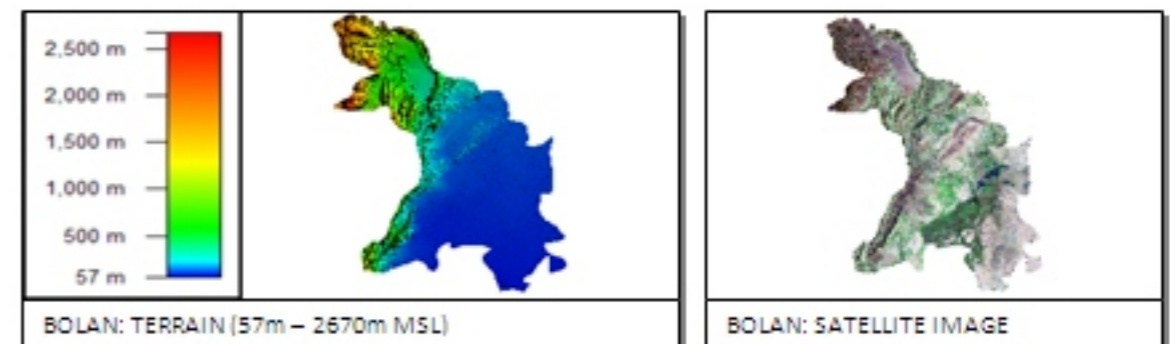 2,500 m
2,000 m
1,500 m
1,000 m
500 m
57 m
BOLAN: TERRAIN (57m – 2670m MSL)
BOLAN: SATELLITE IMAGE